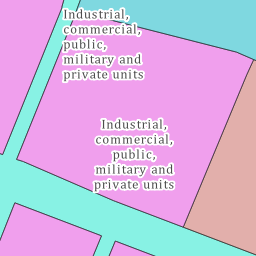 Industrial,
commercial,
public,
military and
private units
Industrial,
commercial,
public,
military and
private units